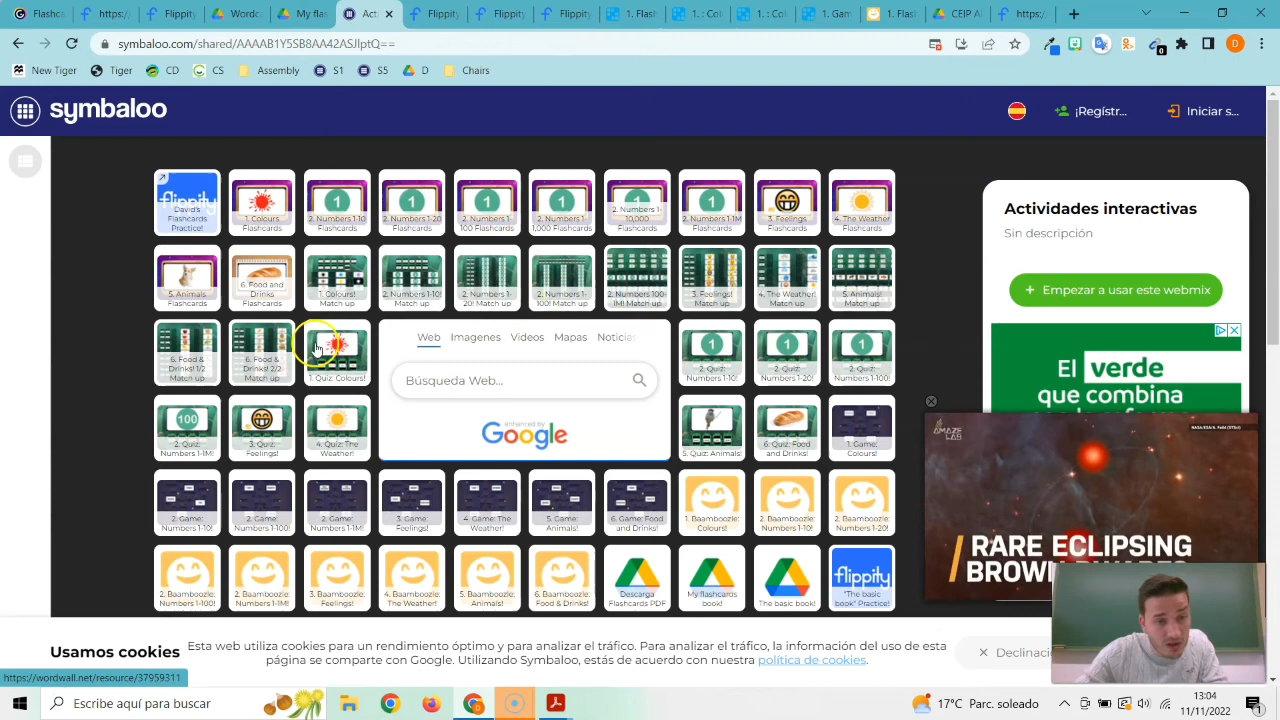 Flashca
Flippity
Wordc
My Ea
Act
Flippity
Flippity
Flippity
1. Flash
1. : Co
1. : Col
1. Gam
1. Flas
CEIP A
https:/
symbaloo.com/shared/AAAAB1Y5SB8AA42ASJIptQ==
New Tiger
Tiger
CD
CS
Assembly
S1
S5
D
Chairs
symbaloo
¡Regístr...
Iniciar s...
flippity
David's Flashcards Practice!
1. Colours Flashcards
2. Numbers 1-10 Flashcards
2. Numbers 1-20 Flashcards
2. Numbers 1-100 Flashcards
2. Numbers 1-1,000 Flashcards
2. Numbers 1-10,000 Flashcards
2. Numbers 1-1M Flashcards
3. Feelings Flashcards
4. The Weather Flashcards
5. Animals Flashcards
6. Food and Drinks Flashcards
1. Colours! Match up
2. Numbers 1-10! Match up
2. Numbers 1-20! Match up
2. Numbers 1-100! Match up
2. Numbers 100-1M! Match up
3. Feelings! Match up
4. The Weather! Match up
5. Animals! Match up
6. Food & Drinks! 1/2 Match up
6. Food & Drinks! 2/2 Match up
1. Quiz: Colours!
Web
Imagenes
Videos
Mapas
Noticias
Búsqueda Web...
enhanced by
Google
2. Quiz: Numbers 1-10!
2. Quiz: Numbers 1-20!
2. Quiz: Numbers 1-100!
100
2. Quiz: Numbers 1-1M!
3. Quiz: Feelings!
4. Quiz: The Weather!
5. Quiz: Animals!
6. Quiz: Food and Drinks!
1. Game: Colours!
2. Game: Numbers 1-10!
2. Game: Numbers 1-100!
2. Game: Numbers 1-1M!
3. Game: Feelings!
4. Game: The Weather!
5. Game: Animals!
6. Game: Food and Drinks!
1. Baamboozle: Colours!
2. Baamboozle: Numbers 1-10!
2. Baamboozle: Numbers 1-20!
2. Baamboozle: Numbers 1-100!
2. Baamboozle: Numbers 1-1M!
3. Baamboozle: Feelings!
4. Baamboozle: The Weather!
5. Baamboozle: Animals!
6. Baamboozle: Food & Drinks!
Descarga Flashcards PDF
My flashcards book!
The basic book!
flippity
"The basic book" Practice!
Actividades interactivas
Sin descripción
+ Empezar a usar este webmix
El verde
que combina
AMAZE LAB
RARE ECLIPSING
BROWN DWARFS
Usamos cookies
Esta web utiliza cookies para un rendimiento óptimo y para analizar el tráfico. Para analizar el tráfico, la información del uso de esta
página se comparte con Google. Utilizando Symbaloo, estás de acuerdo con nuestra política de cookies.
Declinaci
https://wordwall.net/resource/37959311
Escribe aquí para buscar
17°C Parc. soleado
13:04
11/11/2022